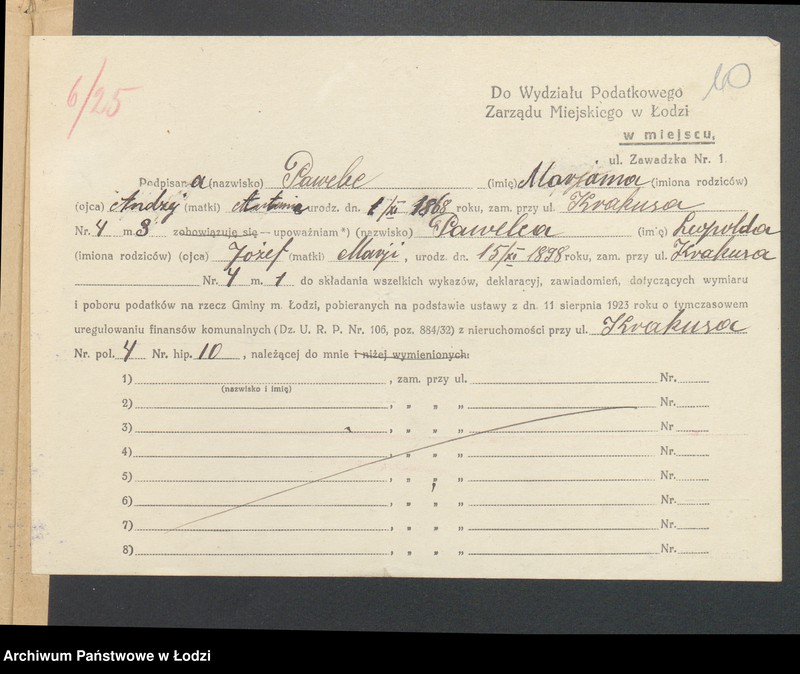 6/25
10
Do Wydziału Podatkowego
Zarządu Miejskiego w Łodzi
w miejscu,
ul. Zawadzka Nr. 1
Podpisan a (nazwisko) Pawelec (imię) Marjanna (imiona rodziców)
(ojca) Andrzej (matki) urodz. dn. 1/XI 1868 roku, zam. przy ul. Krakusa
Nr. 4 m 3 zobowiązuję się — upoważniam *) (nazwisko) Pawelca (imię) Leopolda
(imiona rodziców) (ojca) Józef (matki) Marji, urodz. dn. 15/XI 1898 roku, zam. przy ul. Krakusa
Nr. 4 m. 1 do składania wszelkich wykazów, deklaracyj, zawiadomień, dotyczących wymiaru
i poboru podatków na rzecz Gminy m. Łodzi, pobieranych na podstawie ustawy z dn. 11 sierpnia 1923 roku o tymczasowem
uregulowaniu finansów komunalnych (Dz. U. R. P. Nr. 106, poz. 884/32) z nieruchomości przy ul. Krakusa
Nr. pol. 4 Nr. hip. 10, należącej do mnie i niżej wymienionych:
1) , zam. przy ul. Nr.
(nazwisko i imię)
2) , „ „ „ Nr.
3) , „ „ „ Nr
4) , „ „ „ Nr.
5) , „ „ „ Nr.
6) , „ „ „ Nr.
7) , „ „ „ Nr.
8) , „ „ „ Nr.
Archiwum Państwowe w Łodzi